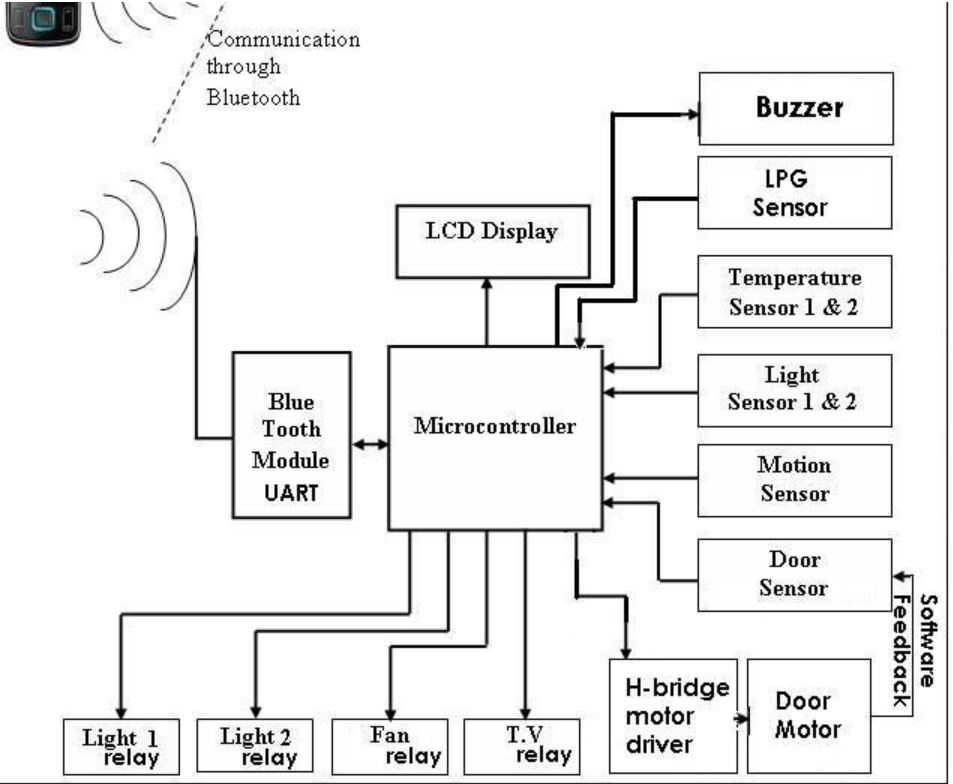 Communication
through
Bluetooth
Buzzer
LPG
Sensor
LCD Display
Temperature
Sensor 1 & 2
Light
Sensor 1 & 2
Blue
Tooth
Module
UART
Microcontroller
Motion
Sensor
Door
Sensor
Software
Feedback
H-bridge
motor
driver
Door
Motor
Light 1
relay
Light 2
relay
Fan
relay
T.V
relay